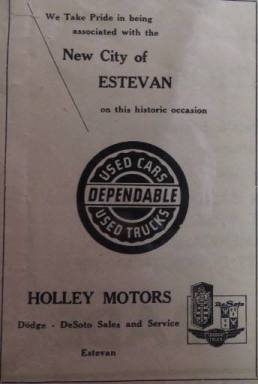 We Take Pride in being
associated with the
New City of
ESTEVAN
on this historic occasion
USED CARS
DEPENDABLE
USED TRUCKS
HOLLEY MOTORS
Dodge - DeSoto Sales and Service
Estevan
DeSoto